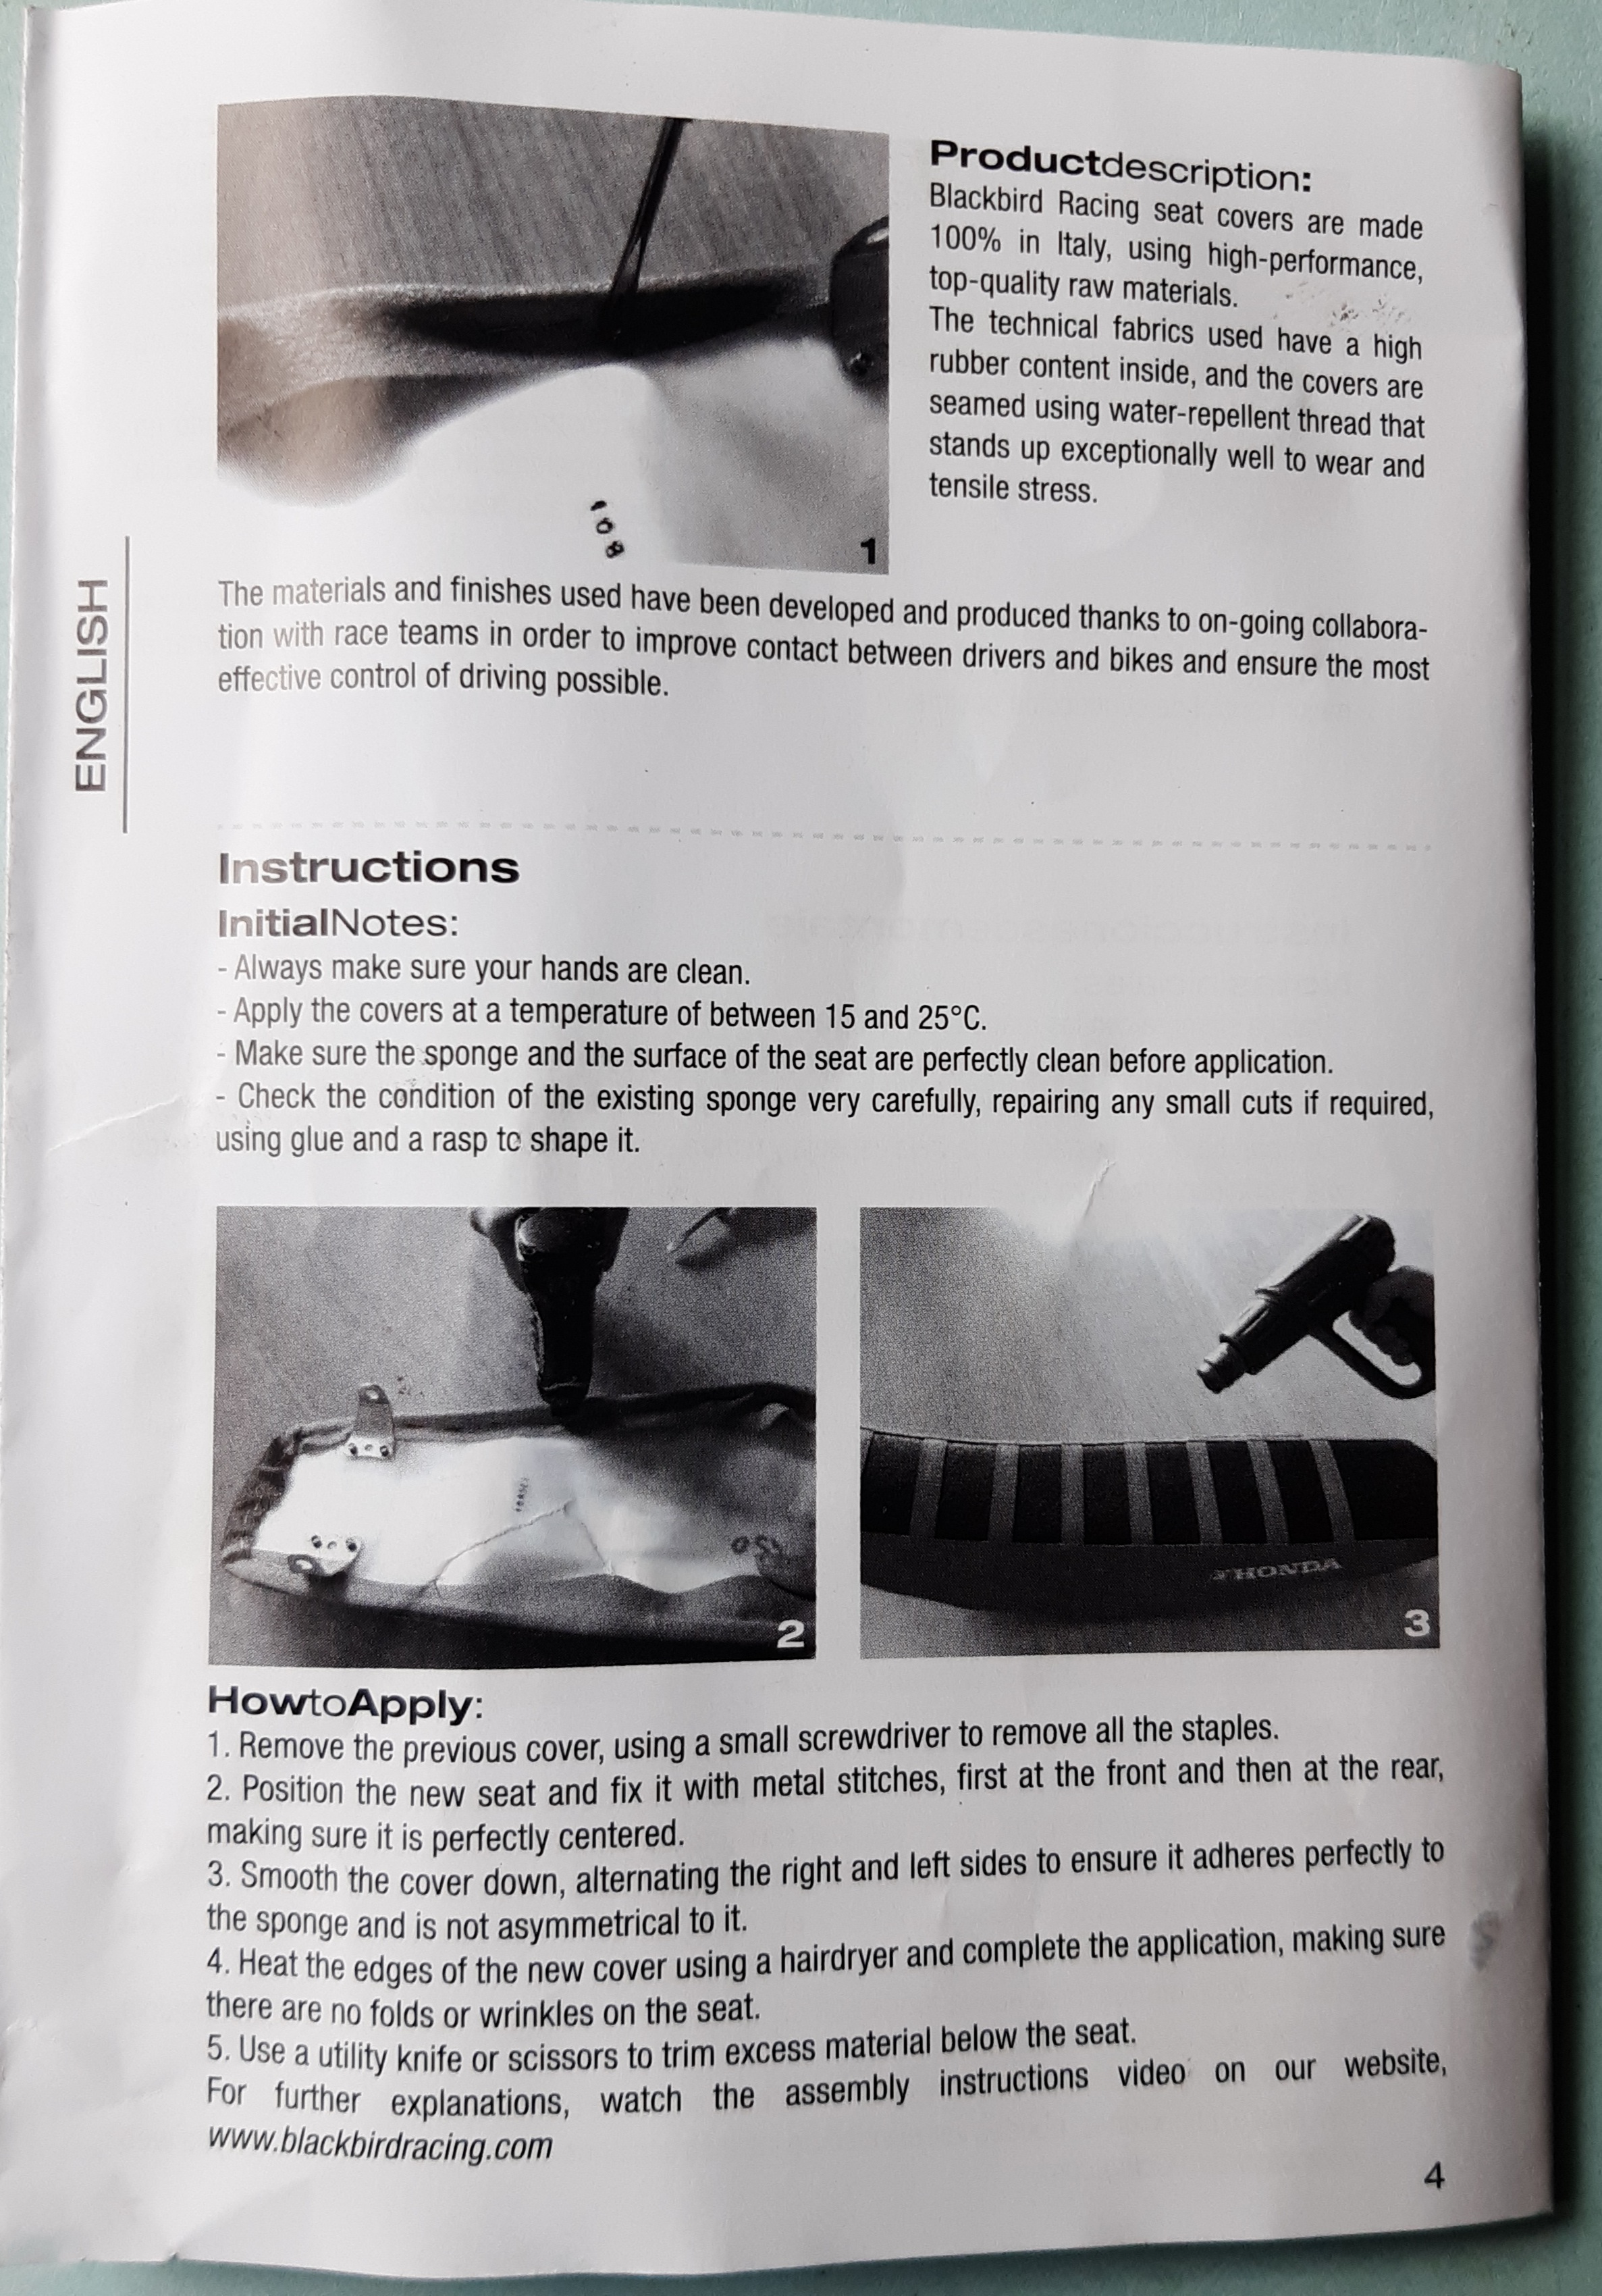 ENGLISH
Productdescription:
Blackbird Racing seat covers are made
100% in Italy, using high-performance,
top-quality raw materials.
The technical fabrics used have a high
rubber content inside, and the covers are
seamed using water-repellent thread that
stands up exceptionally well to wear and
tensile stress.
108
1
The materials and finishes used have been developed and produced thanks to on-going collabora-
tion with race teams in order to improve contact between drivers and bikes and ensure the most
effective control of driving possible.
Instructions
InitialNotes:
- Always make sure your hands are clean.
- Apply the covers at a temperature of between 15 and 25°C.
- Make sure the sponge and the surface of the seat are perfectly clean before application.
- Check the condition of the existing sponge very carefully, repairing any small cuts if required,
using glue and a rasp to shape it.
2
HONDA
3
HowtoApply:
1. Remove the previous cover, using a small screwdriver to remove all the staples.
2. Position the new seat and fix it with metal stitches, first at the front and then at the rear,
making sure it is perfectly centered.
3. Smooth the cover down, alternating the right and left sides to ensure it adheres perfectly to
the sponge and is not asymmetrical to it.
4. Heat the edges of the new cover using a hairdryer and complete the application, making sure
there are no folds or wrinkles on the seat.
5. Use a utility knife or scissors to trim excess material below the seat.
For further explanations, watch the assembly instructions video on our website,
www.blackbirdracing.com
4